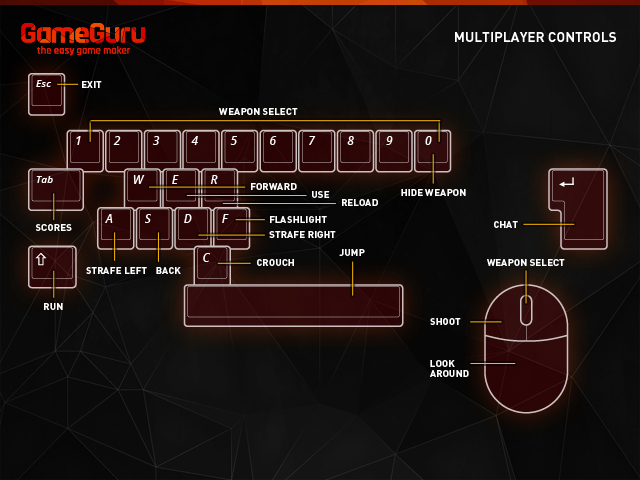 GameGuru
the easy game maker
MULTIPLAYER CONTROLS
Esc
EXIT
WEAPON SELECT
1 2 3 4 5 6 7 8 9 0
Tab
W E R
FORWARD
USE
HIDE WEAPON
RELOAD
A S D F
FLASHLIGHT
SCORES
CHAT
STRAFE RIGHT
JUMP
C
CROUCH
WEAPON SELECT
STRAFE LEFT
BACK
RUN
SHOOT
LOOK
AROUND